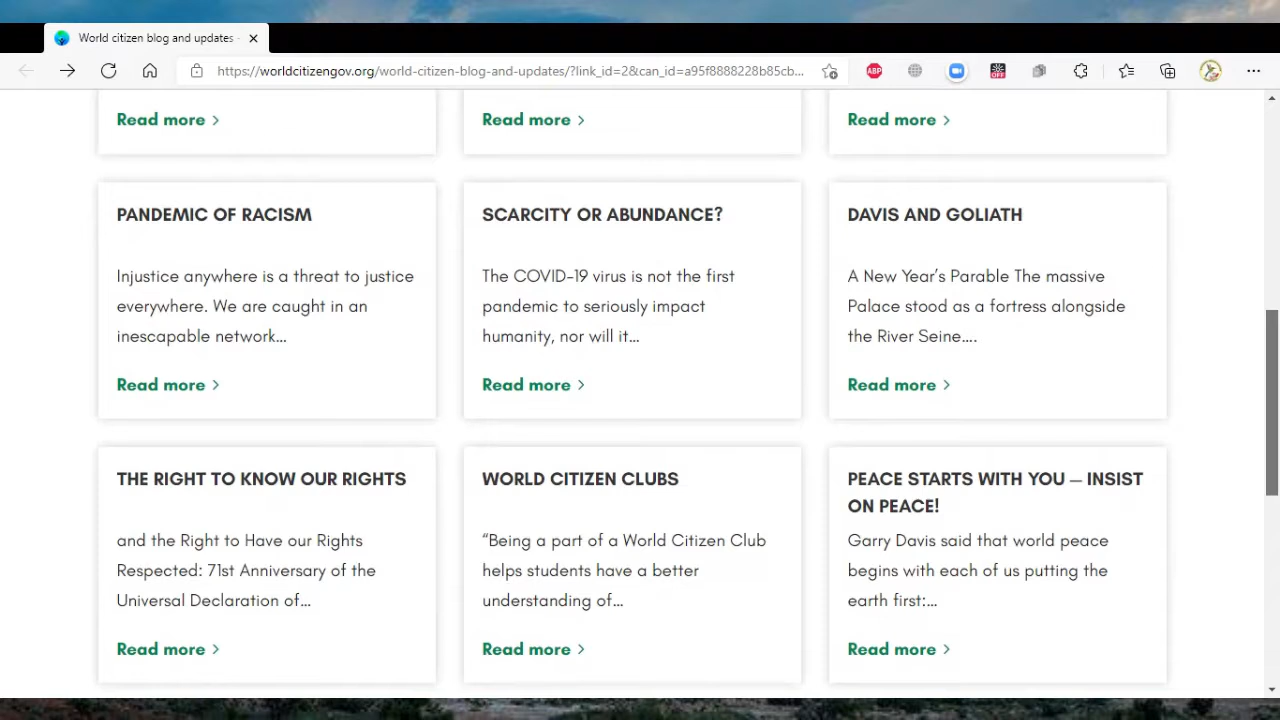 World citizen blog and updates -
https://worldcitizengov.org/world-citizen-blog-and-updates/?link_id=2&can_id=a95f8888228b85cb...
ABP
OFF
Read more
Read more
Read more
PANDEMIC OF RACISM
Injustice anywhere is a threat to justice
everywhere. We are caught in an
inescapable network...
Read more
SCARCITY OR ABUNDANCE?
The COVID-19 virus is not the first
pandemic to seriously impact
humanity, nor will it...
Read more
DAVIS AND GOLIATH
A New Year's Parable The massive
Palace stood as a fortress alongside
the River Seine....
Read more
THE RIGHT TO KNOW OUR RIGHTS
and the Right to Have our Rights
Respected: 71st Anniversary of the
Universal Declaration of...
Read more
WORLD CITIZEN CLUBS
“Being a part of a World Citizen Club
helps students have a better
understanding of...
Read more
PEACE STARTS WITH YOU — INSIST
ON PEACE!
Garry Davis said that world peace
begins with each of us putting the
earth first:...
Read more